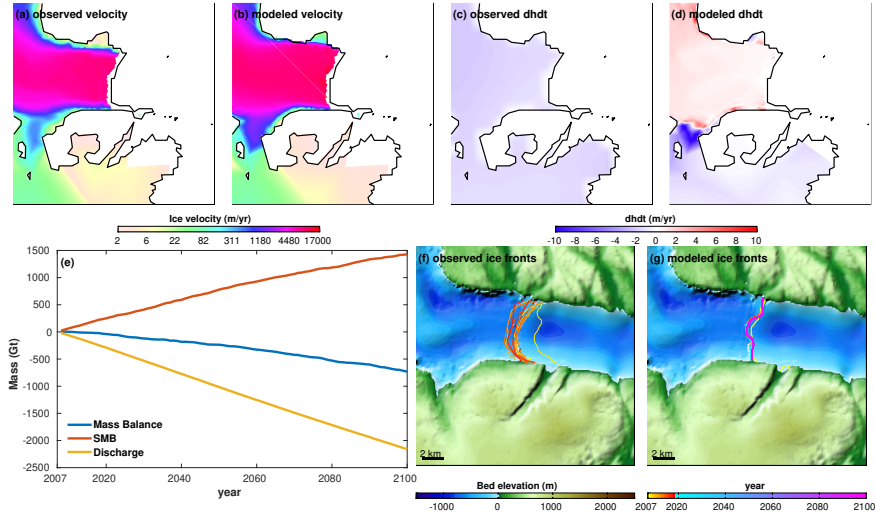 (a) observed velocity
(b) modeled velocity
(c) observed dhdt
(d) modeled dhdt
Ice velocity (m/yr)
2 6 22 82 311 1180 4480 17000
dhdt (m/yr)
-10 -8 -6 -4 -2 0 2 4 6 8 10
(e)
1500
1000
500
0
-500
-1000
-1500
-2000
-2500
Mass (Gt)
Mass Balance
SMB
Discharge
2007 2020 2040 2060 2080 2100
year
(f) observed ice fronts
2 km
(g) modeled ice fronts
2 km
Bed elevation (m)
-1000 0 1000 2000
year
2007 2020 2040 2060 2080 2100